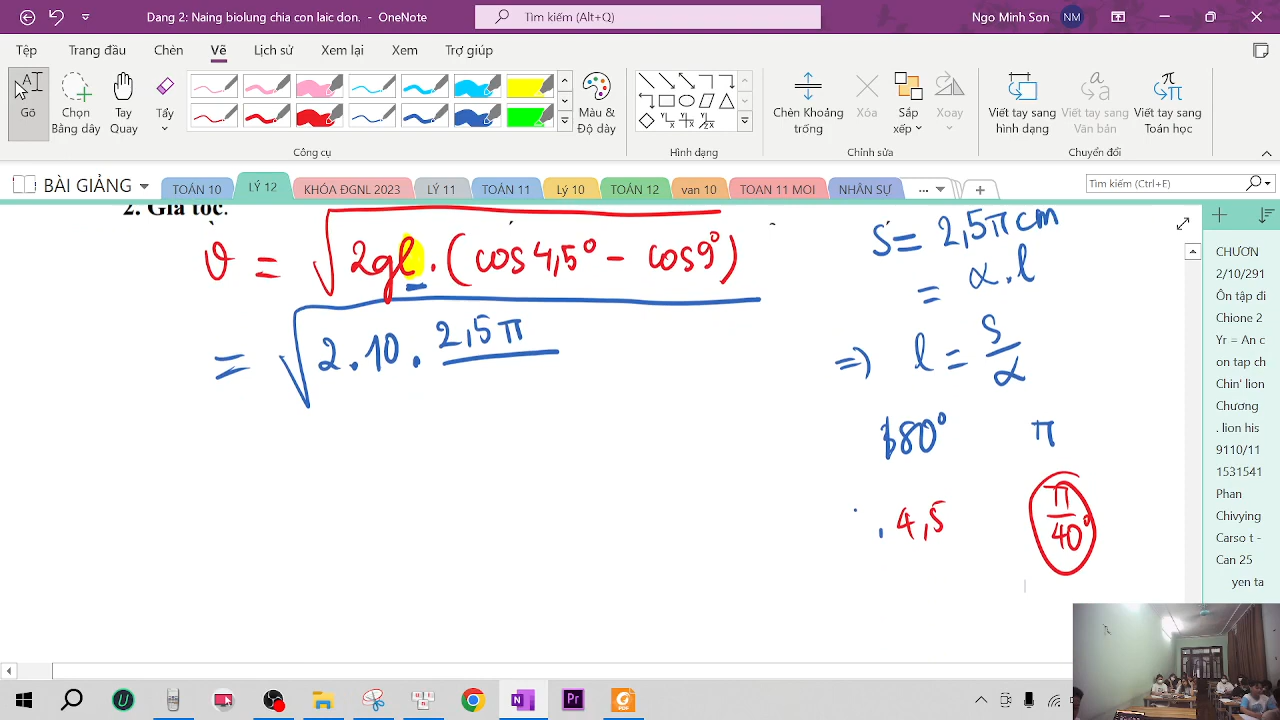 Dang 2: Naing biolung chia con laic don. - OneNote
Tìm kiếm (Alt+Q)
Ngo Minh Son
NM
Tệp Trang đầu Chèn Vẽ Lịch sử Xem lại Xem Trợ giúp
Gõ
Chọn Bằng dây
Tay Quay
Tẩy
Màu & Độ dày
Chèn Khoảng trống
Xóa
Sắp xếp
Xoay
Viết tay sang hình dạng
Viết tay sang Văn bản
Viết tay sang Toán học
Công cụ
Hình dạng
Chỉnh sửa
Chuyển đổi
BÀI GIẢNG
TOÁN 10
LÝ 12
KHÓA ĐGNL 2023
LÝ 11
TOÁN 11
Lý 10
TOÁN 12
van 10
TOAN 11 MOI
NHÂN SỰ
...
Tìm kiếm (Ctrl+E)
2. Gia tốc.
v = √2gl . (cos 4,5° - cos 9°)
= √2 . 10 . 2,5π
S = 2,5π cm
= α . l
=> l = S/α
180° π
4,5 π/40°
CHƯƠN
2/10/291
Ôn tập đi
Chione 2
Yr = An c
on tap ch
Chin' lion
Chương
. lion his
9110/11
1531541
Phan
Chivying
Carso t -
Can 25
yen ta